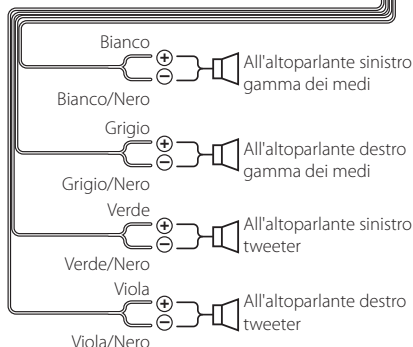 Bianco
⊕
⊖
Bianco/Nero
All'altoparlante sinistro
gamma dei medi
Grigio
⊕
⊖
Grigio/Nero
All'altoparlante destro
gamma dei medi
Verde
⊕
⊖
Verde/Nero
All'altoparlante sinistro
tweeter
Viola
⊕
⊖
Viola/Nero
All'altoparlante destro
tweeter